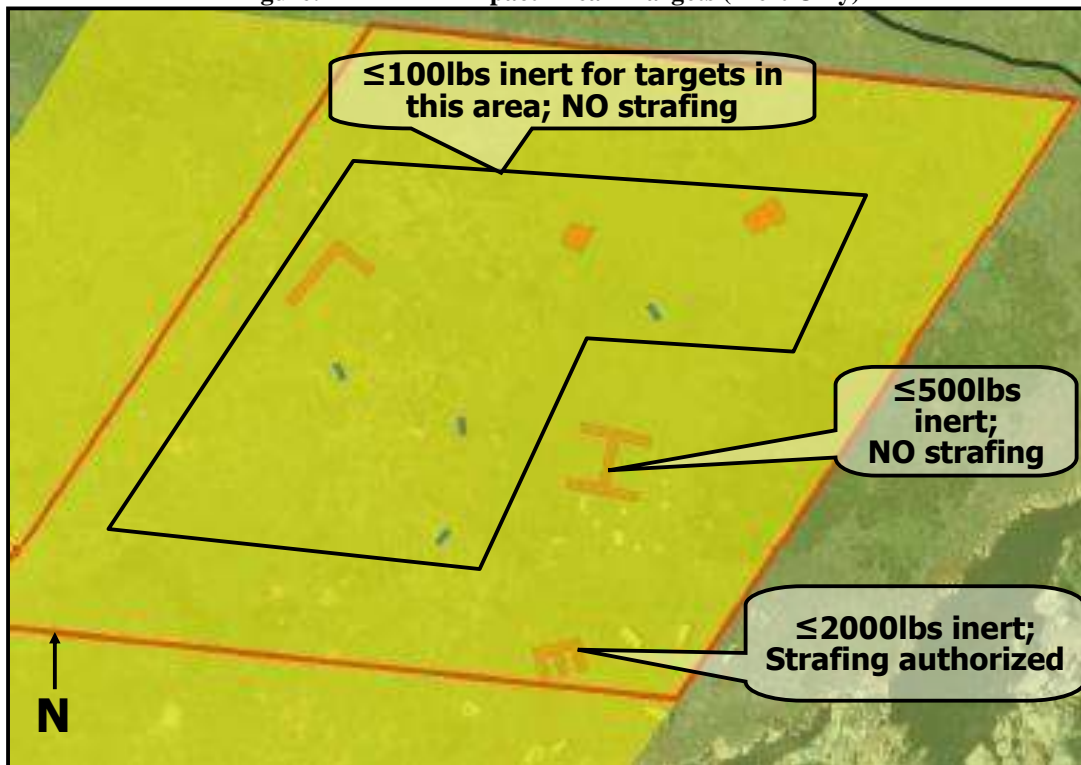 ≤100lbs inert for targets in
this area; NO strafing
≤500lbs
inert;
NO strafing
≤2000lbs inert;
Strafing authorized
N